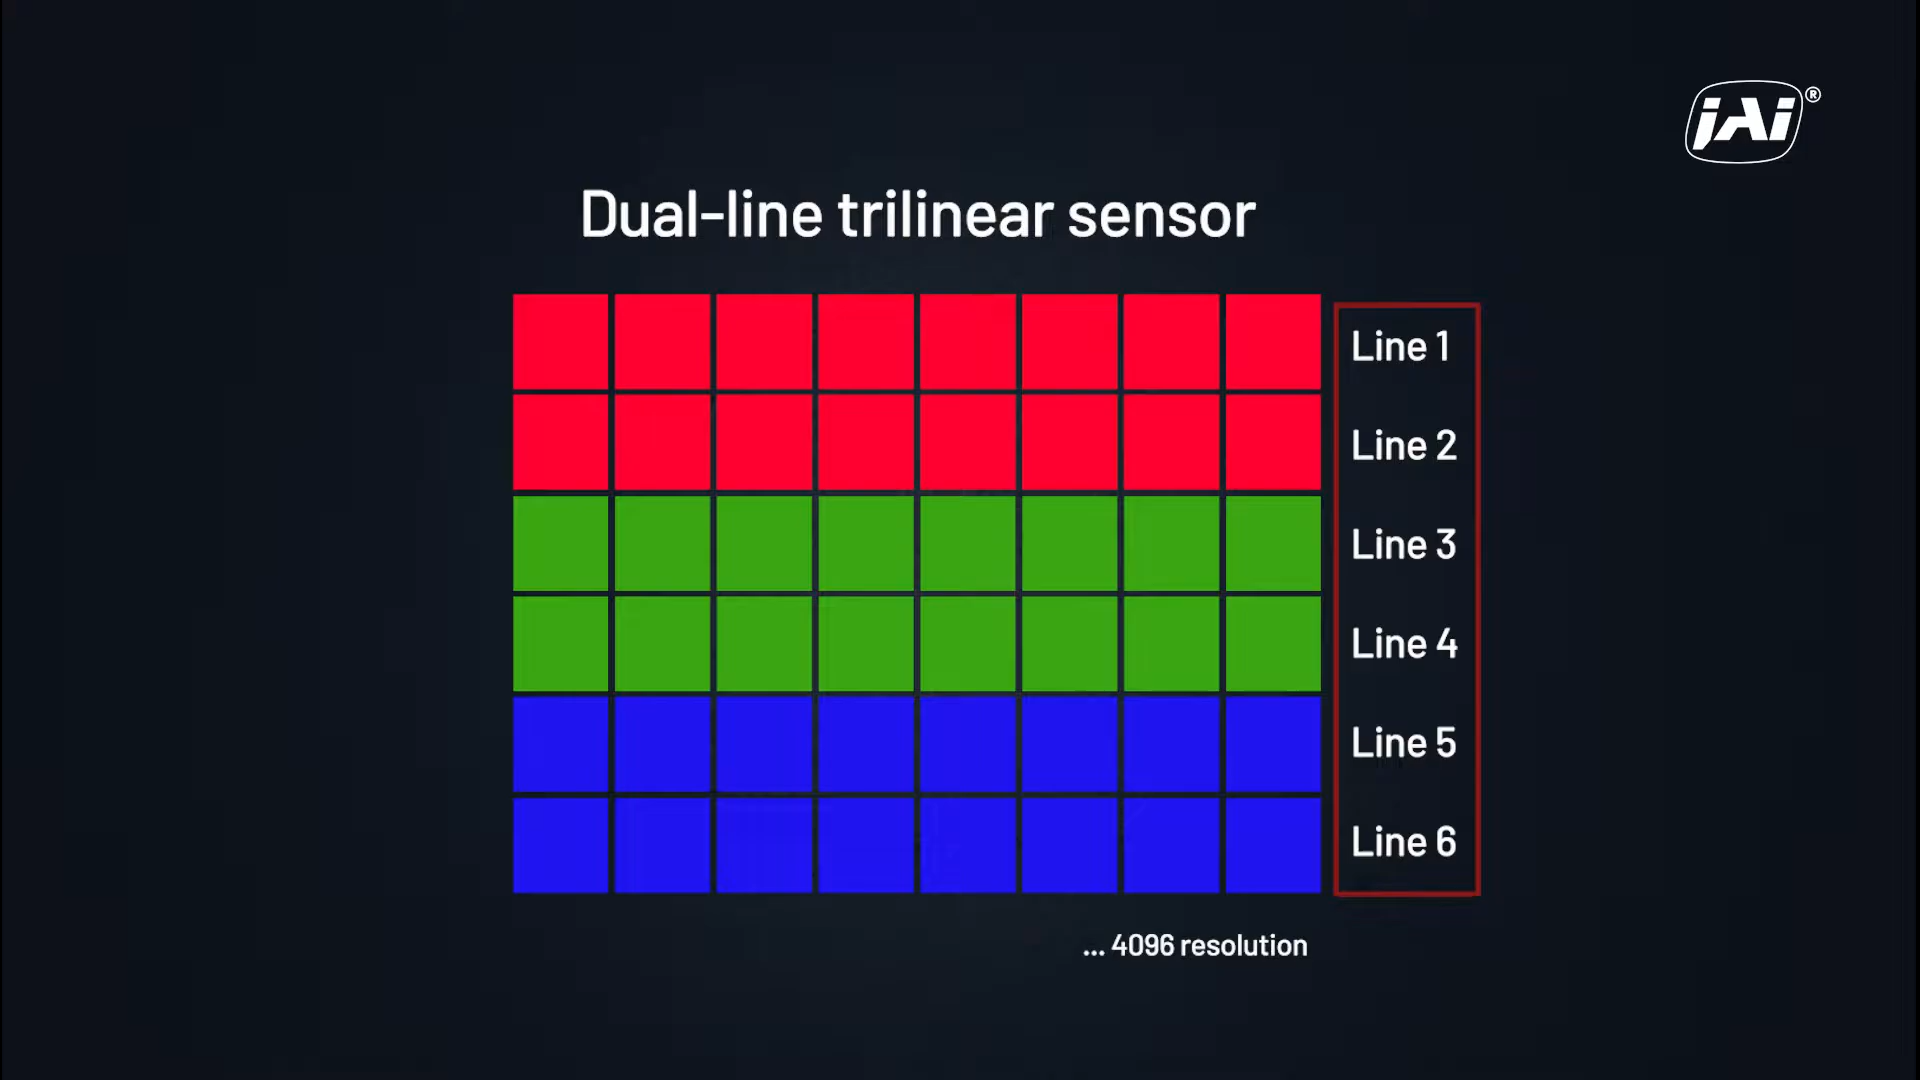 jAi®
Dual-line trilinear sensor
Line 1
Line 2
Line 3
Line 4
Line 5
Line 6
... 4096 resolution